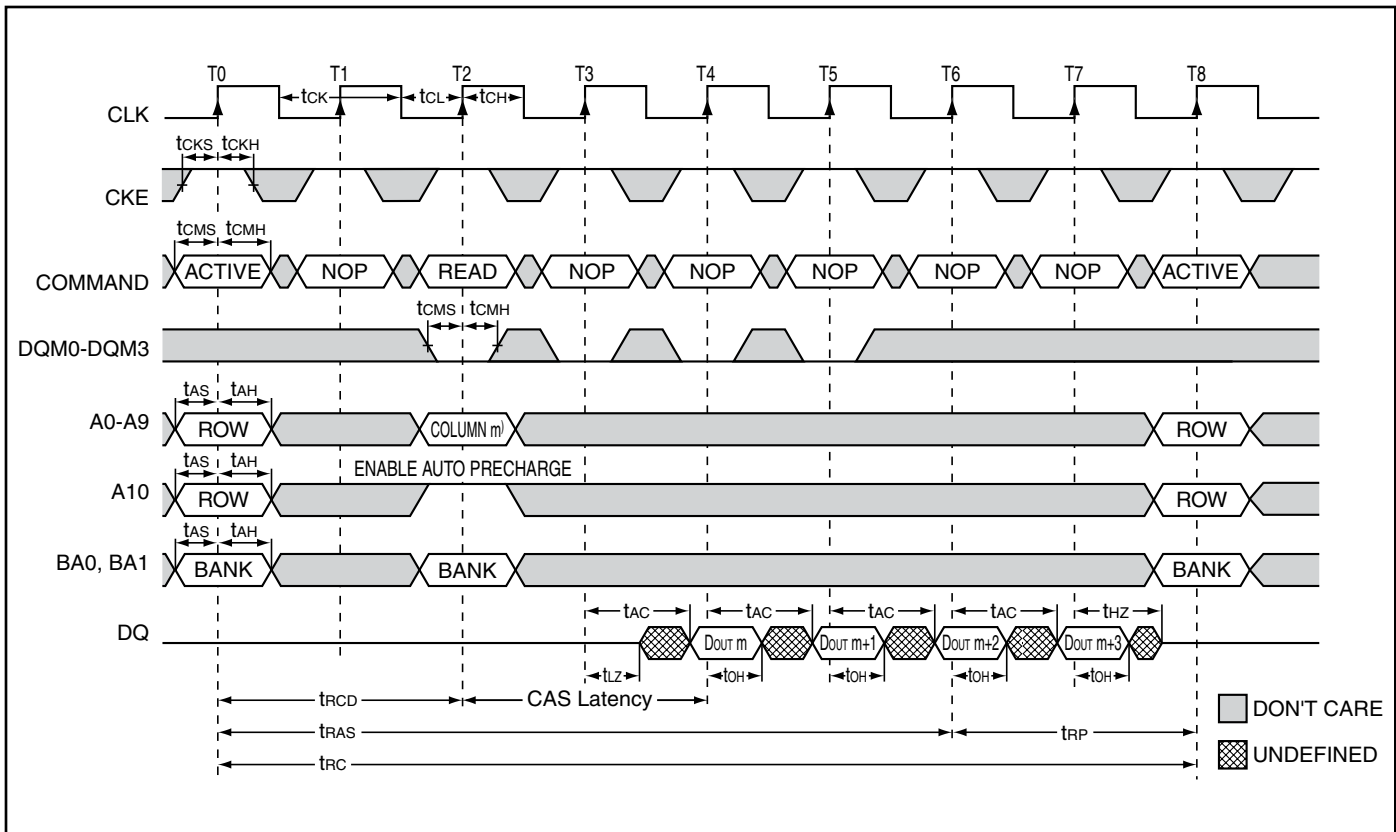 T0 T1 T2 T3 T4 T5 T6 T7 T8
CLK
tCK tCL tCH
tCKS tCKH
CKE
tCMS tCMH
COMMAND
ACTIVE NOP READ NOP NOP NOP NOP NOP ACTIVE
tCMS tCMH
DQM0-DQM3
tAS tAH
A0-A9
ROW COLUMN m) ROW
tAS tAH
ENABLE AUTO PRECHARGE
A10
ROW ROW
tAS tAH
BA0, BA1
BANK BANK BANK
tAC tAC tAC tAC tHZ
DQ
DOUT m DOUT m+1 DOUT m+2 DOUT m+3
tLZ tOH tOH tOH tOH
tRCD CAS Latency
tRAS tRP
tRC
DON'T CARE
UNDEFINED